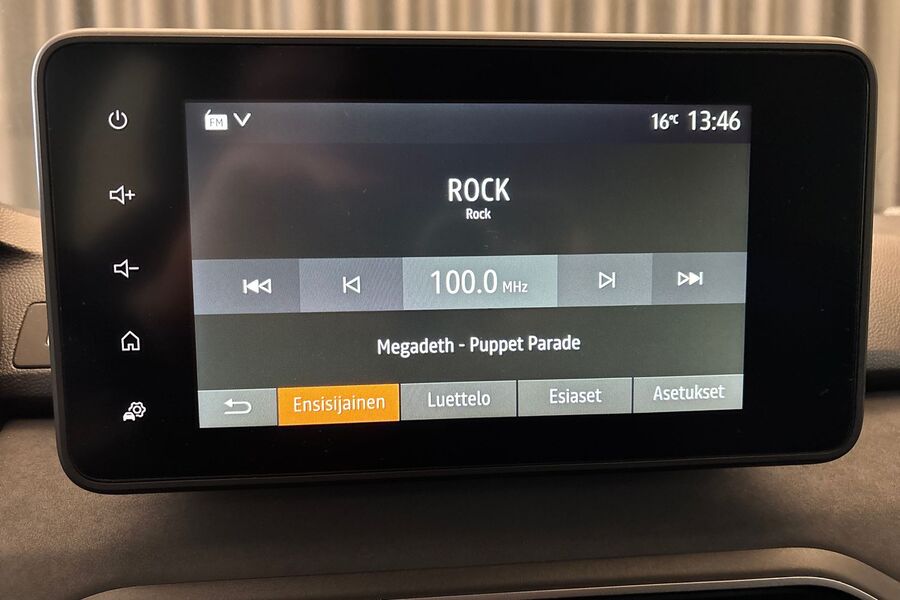 FM 16°C 13:46
ROCK
Rock
100.0 MHz
Megadeth - Puppet Parade
Ensisijainen Luettelo Esiaset Asetukset